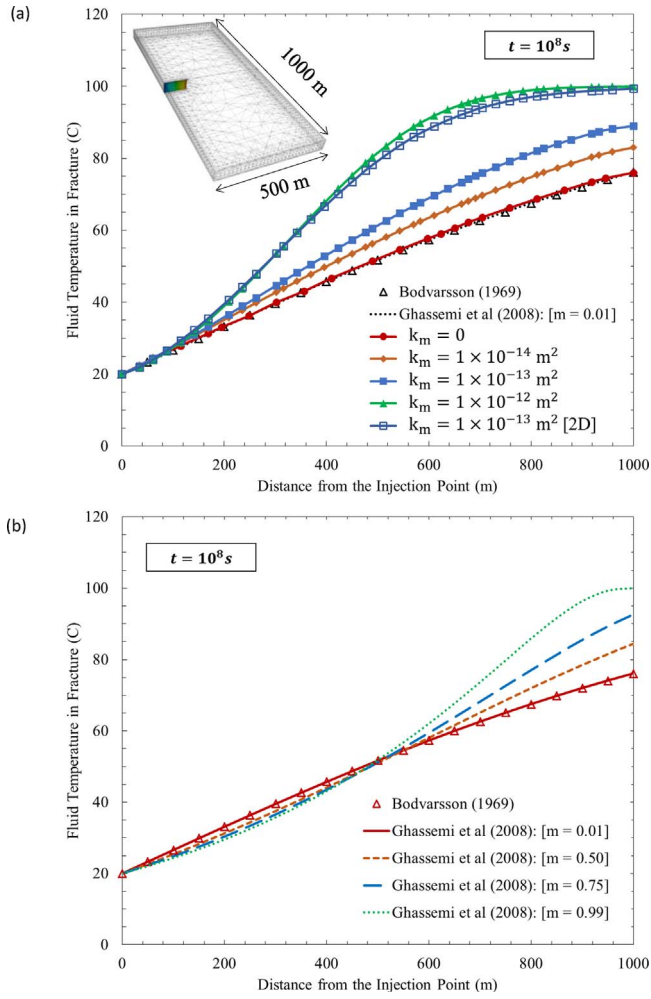 (a)
t = 10⁸s
1000 m
500 m
120
100
80
60
40
20
0
Fluid Temperature in Fracture (C)
Bodvarsson (1969)
Ghassemi et al (2008): [m = 0.01]
kₘ = 0
kₘ = 1 × 10⁻¹⁴ m²
kₘ = 1 × 10⁻¹³ m²
kₘ = 1 × 10⁻¹² m²
kₘ = 1 × 10⁻¹³ m² [2D]
0 200 400 600 800 1000
Distance from the Injection Point (m)
(b)
t = 10⁸s
120
100
80
60
40
20
0
Fluid Temperature in Fracture (C)
Bodvarsson (1969)
Ghassemi et al (2008): [m = 0.01]
Ghassemi et al (2008): [m = 0.50]
Ghassemi et al (2008): [m = 0.75]
Ghassemi et al (2008): [m = 0.99]
0 200 400 600 800 1000
Distance from the Injection Point (m)